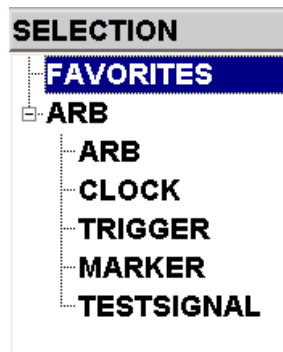 SELECTION
FAVORITES
ARB
ARB
CLOCK
TRIGGER
MARKER
TESTSIGNAL